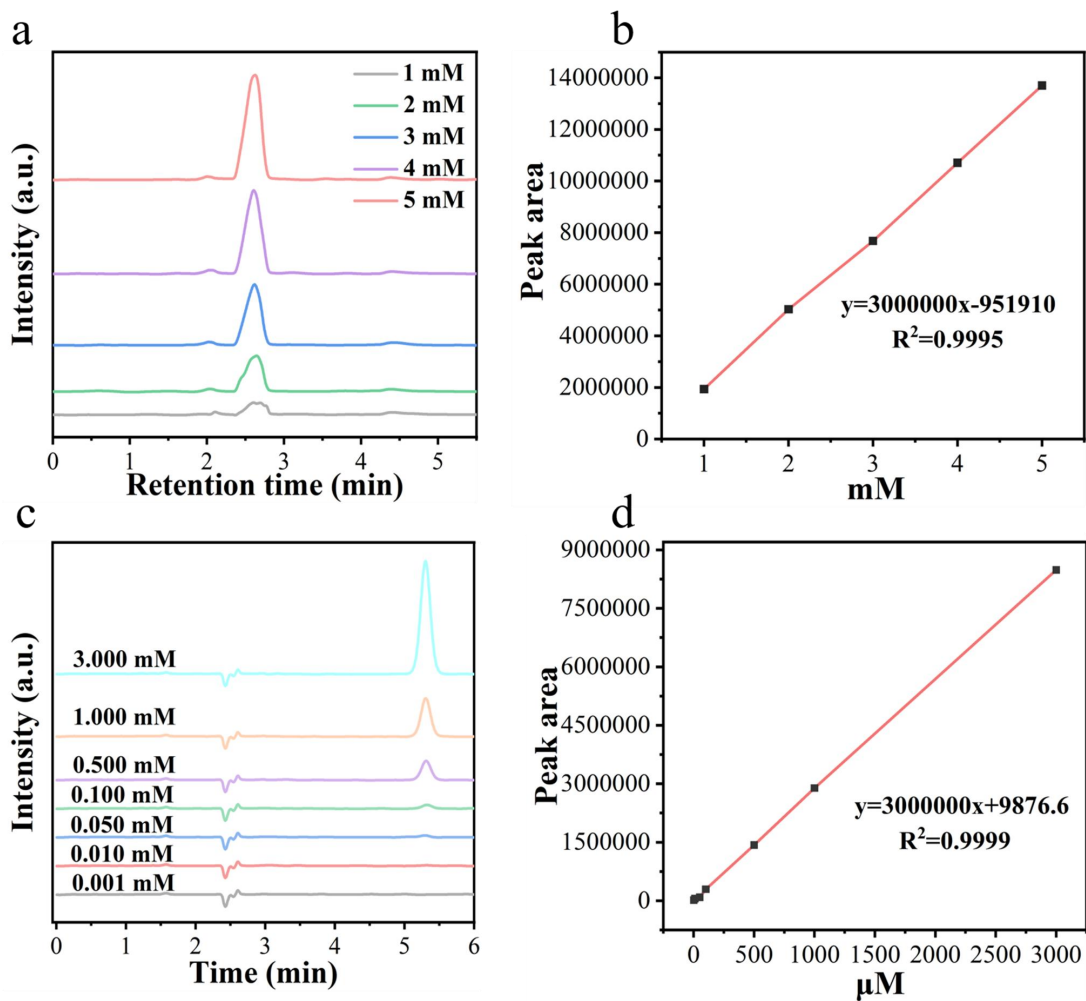 a
Intensity (a.u.)
1 mM
2 mM
3 mM
4 mM
5 mM
0 1 2 3 4 5
Retention time (min)
b
Peak area
14000000
12000000
10000000
8000000
6000000
4000000
2000000
0
y=3000000x-951910
R²=0.9995
1 2 3 4 5
mM
c
Intensity (a.u.)
3.000 mM
1.000 mM
0.500 mM
0.100 mM
0.050 mM
0.010 mM
0.001 mM
0 1 2 3 4 5 6
Time (min)
d
Peak area
9000000
7500000
6000000
4500000
3000000
1500000
0
y=3000000x+9876.6
R²=0.9999
0 500 1000 1500 2000 2500 3000
μM